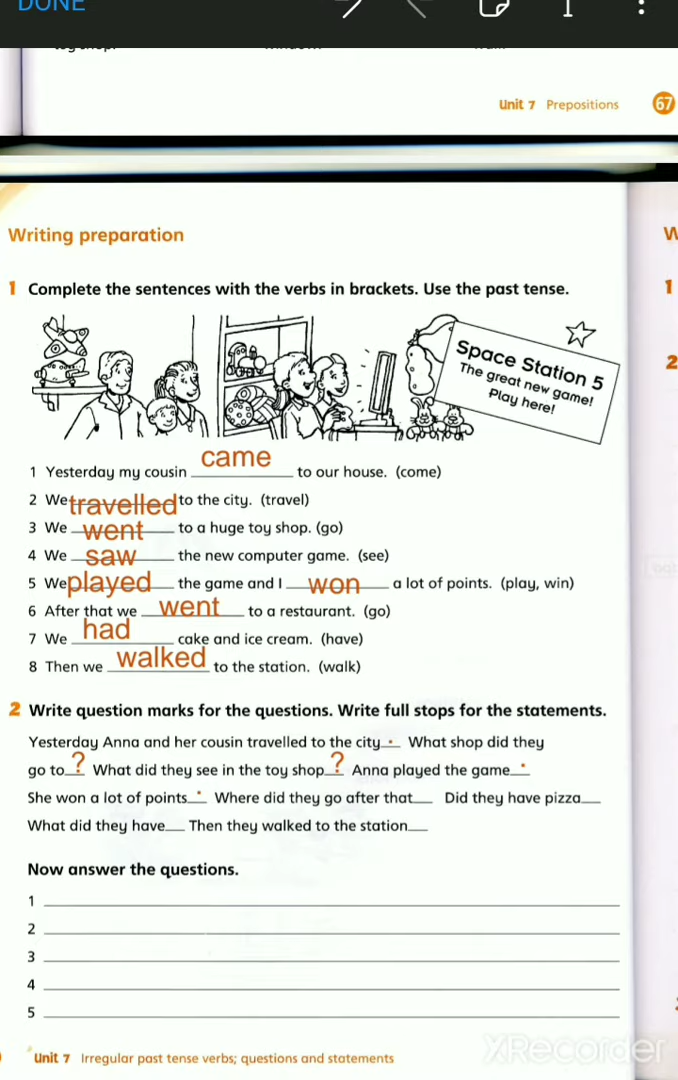 DONE
Unit 7 Prepositions 67
Writing preparation W
1 Complete the sentences with the verbs in brackets. Use the past tense. 1
Space Station 5 2
The great new game!
Play here!
1 Yesterday my cousin came to our house. (come)
2 We travelled to the city. (travel)
3 We went to a huge toy shop. (go)
4 We saw the new computer game. (see)
5 We played the game and I won a lot of points. (play, win)
6 After that we went to a restaurant. (go)
7 We had cake and ice cream. (have)
8 Then we walked to the station. (walk)
2 Write question marks for the questions. Write full stops for the statements.
Yesterday Anna and her cousin travelled to the city. What shop did they
go to? What did they see in the toy shop? Anna played the game.
She won a lot of points. Where did they go after that__ Did they have pizza__
What did they have__ Then they walked to the station__
Now answer the questions.
1
2
3
4
5
Unit 7 Irregular past tense verbs; questions and statements
XRecorder